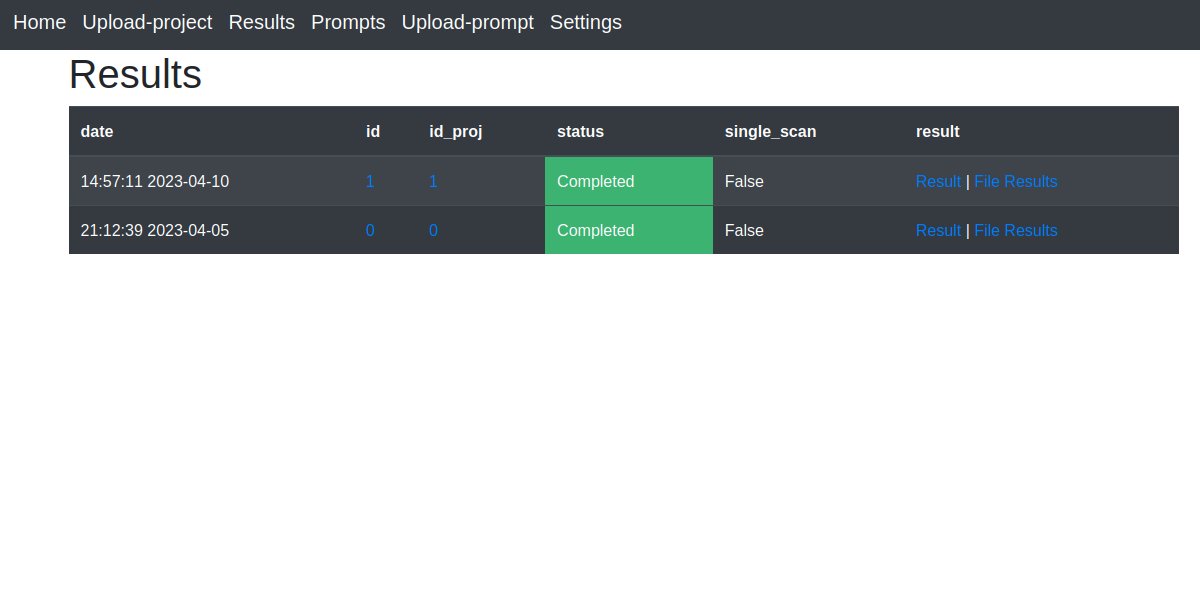 Home Upload-project Results Prompts Upload-prompt Settings
Results
date id id_proj status single_scan result
14:57:11 2023-04-10 1 1 Completed False Result | File Results
21:12:39 2023-04-05 0 0 Completed False Result | File Results